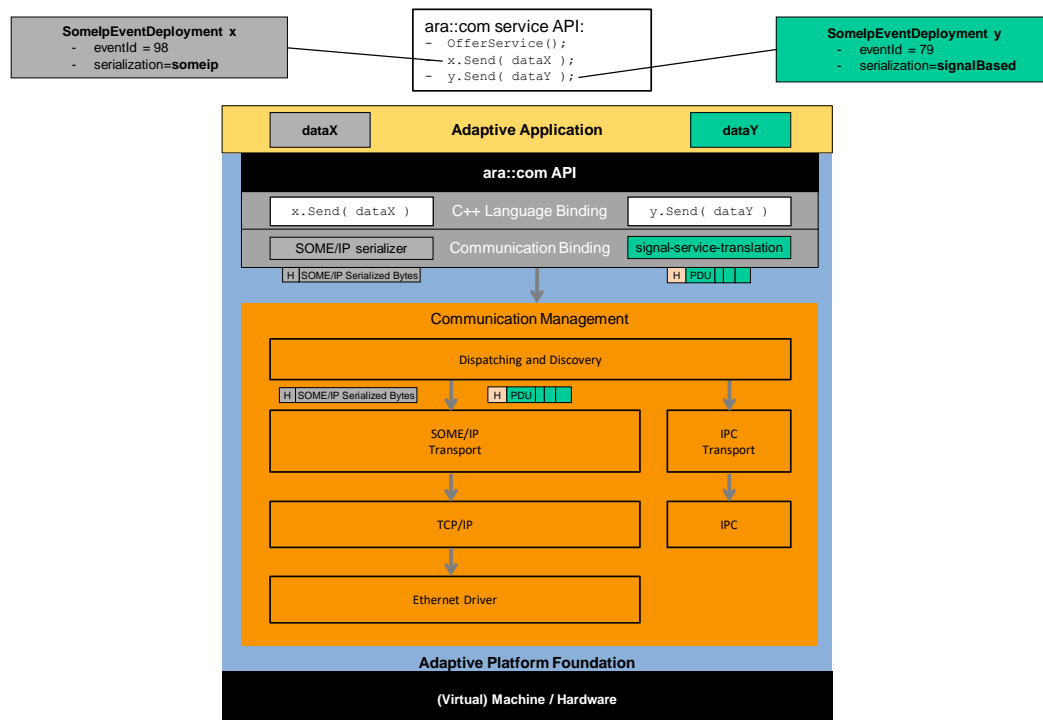 SomeIpEventDeployment x
- eventId = 98
- serialization=someip
ara::com service API:
- OfferService();
- x.Send( dataX );
- y.Send( dataY );
SomeIpEventDeployment y
- eventId = 79
- serialization=signalBased
dataX
Adaptive Application
dataY
ara::com API
x.Send( dataX )
C++ Language Binding
y.Send( dataY )
SOME/IP serializer
Communication Binding
signal-service-translation
H SOME/IP Serialized Bytes
H PDU
Communication Management
Dispatching and Discovery
H SOME/IP Serialized Bytes
H PDU
SOME/IP
Transport
IPC
Transport
TCP/IP
IPC
Ethernet Driver
Adaptive Platform Foundation
(Virtual) Machine / Hardware